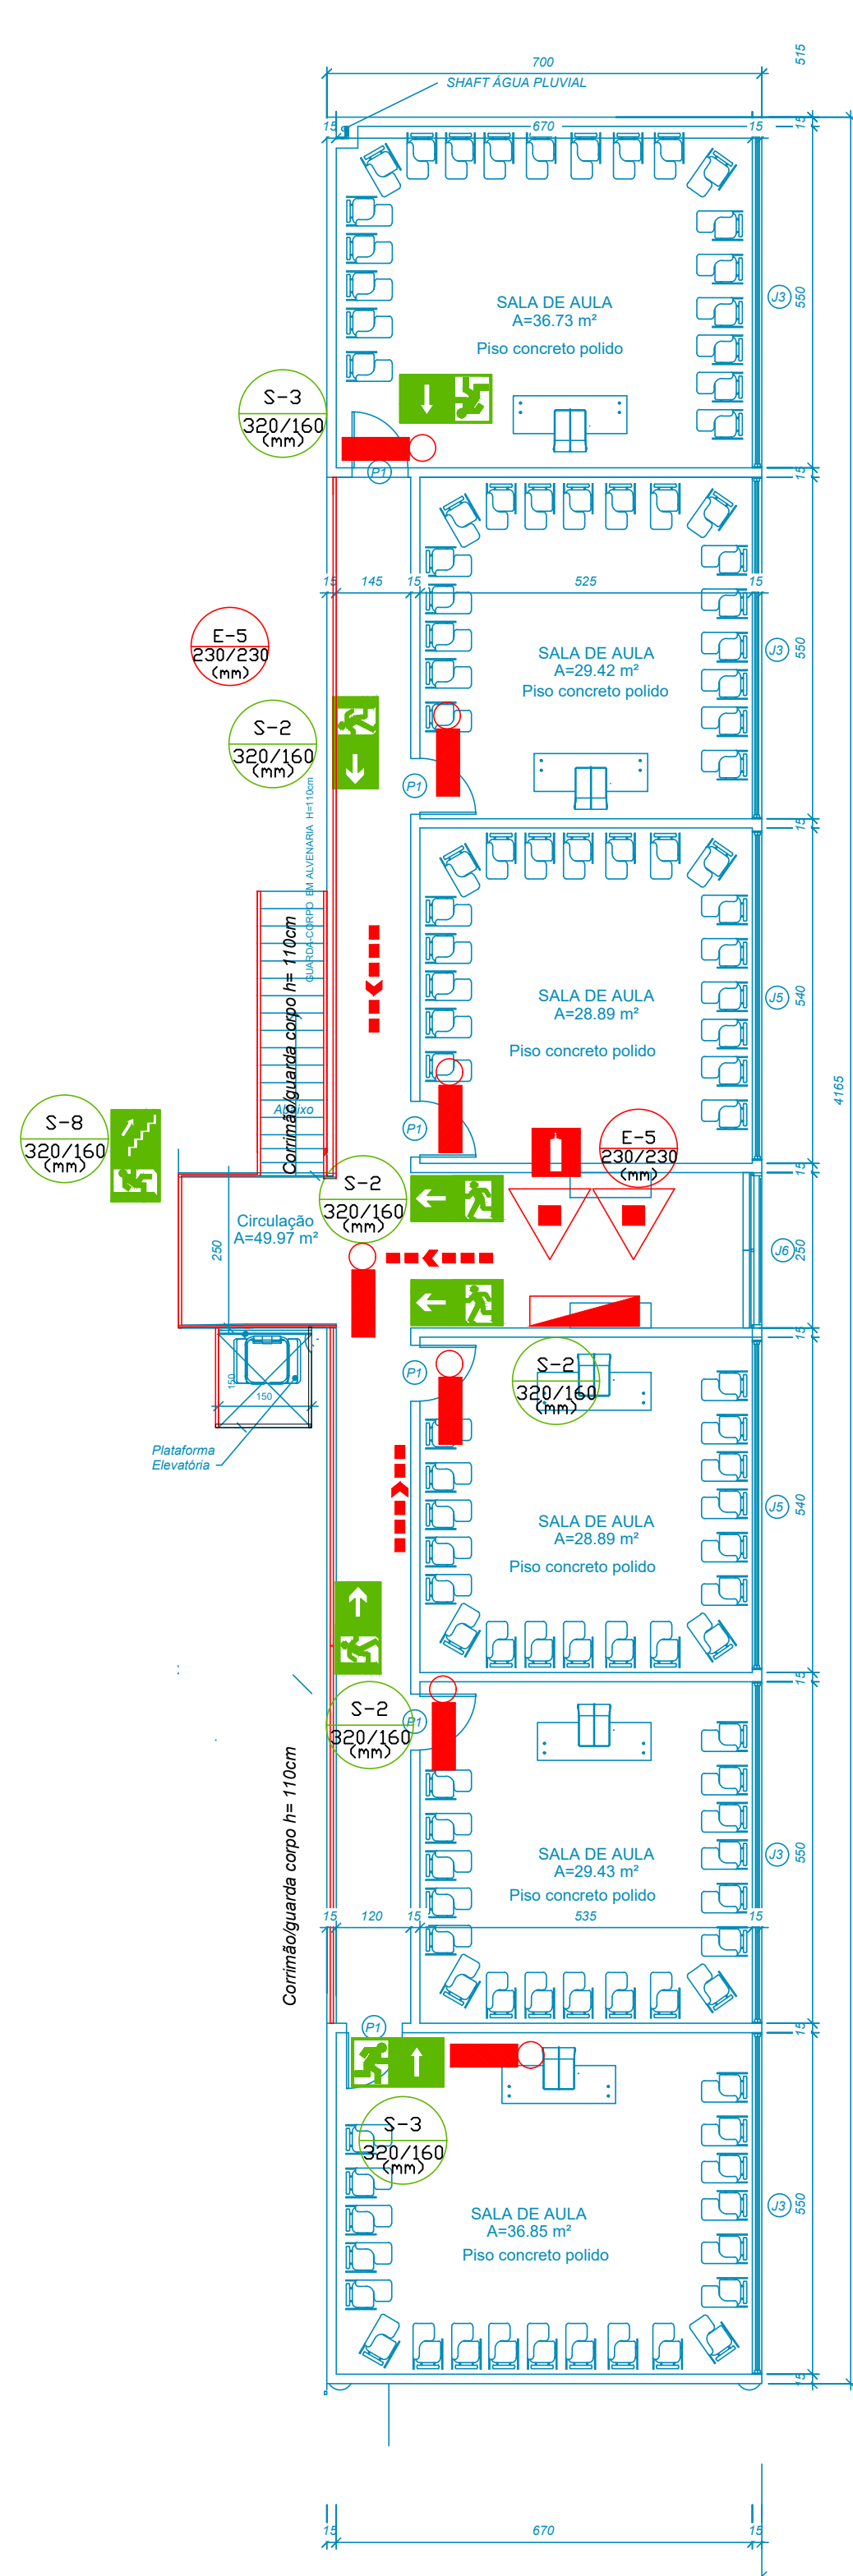 515
700
SHAFT ÁGUA PLUVIAL
15
670
15
15
SALA DE AULA
A=36.73 m²
Piso concreto polido
J3
550
S-3
320/160
(mm)
P1
15
15
145
15
525
15
E-5
230/230
(mm)
SALA DE AULA
A=29.42 m²
Piso concreto polido
J3
550
S-2
320/160
(mm)
P1
GUARDA-CORPO EM ALVENARIA H=110cm
15
Corrimão/guarda corpo h= 110cm
SALA DE AULA
A=28.89 m²
Piso concreto polido
J5
540
4165
Abaixo
P1
S-8
320/160
(mm)
E-5
230/230
(mm)
15
S-2
320/160
(mm)
Circulação
A=49.97 m²
250
J6
250
15
S-2
320/160
(mm)
P1
150
150
Plataforma
Elevatória
SALA DE AULA
A=28.89 m²
Piso concreto polido
J5
540
15
S-2
320/160
(mm)
P1
Corrimão/guarda corpo h= 110cm
SALA DE AULA
A=29.43 m²
Piso concreto polido
J3
550
15
120
15
535
15
P1
15
S-3
320/160
(mm)
SALA DE AULA
A=36.85 m²
Piso concreto polido
J3
550
15
15
670
15